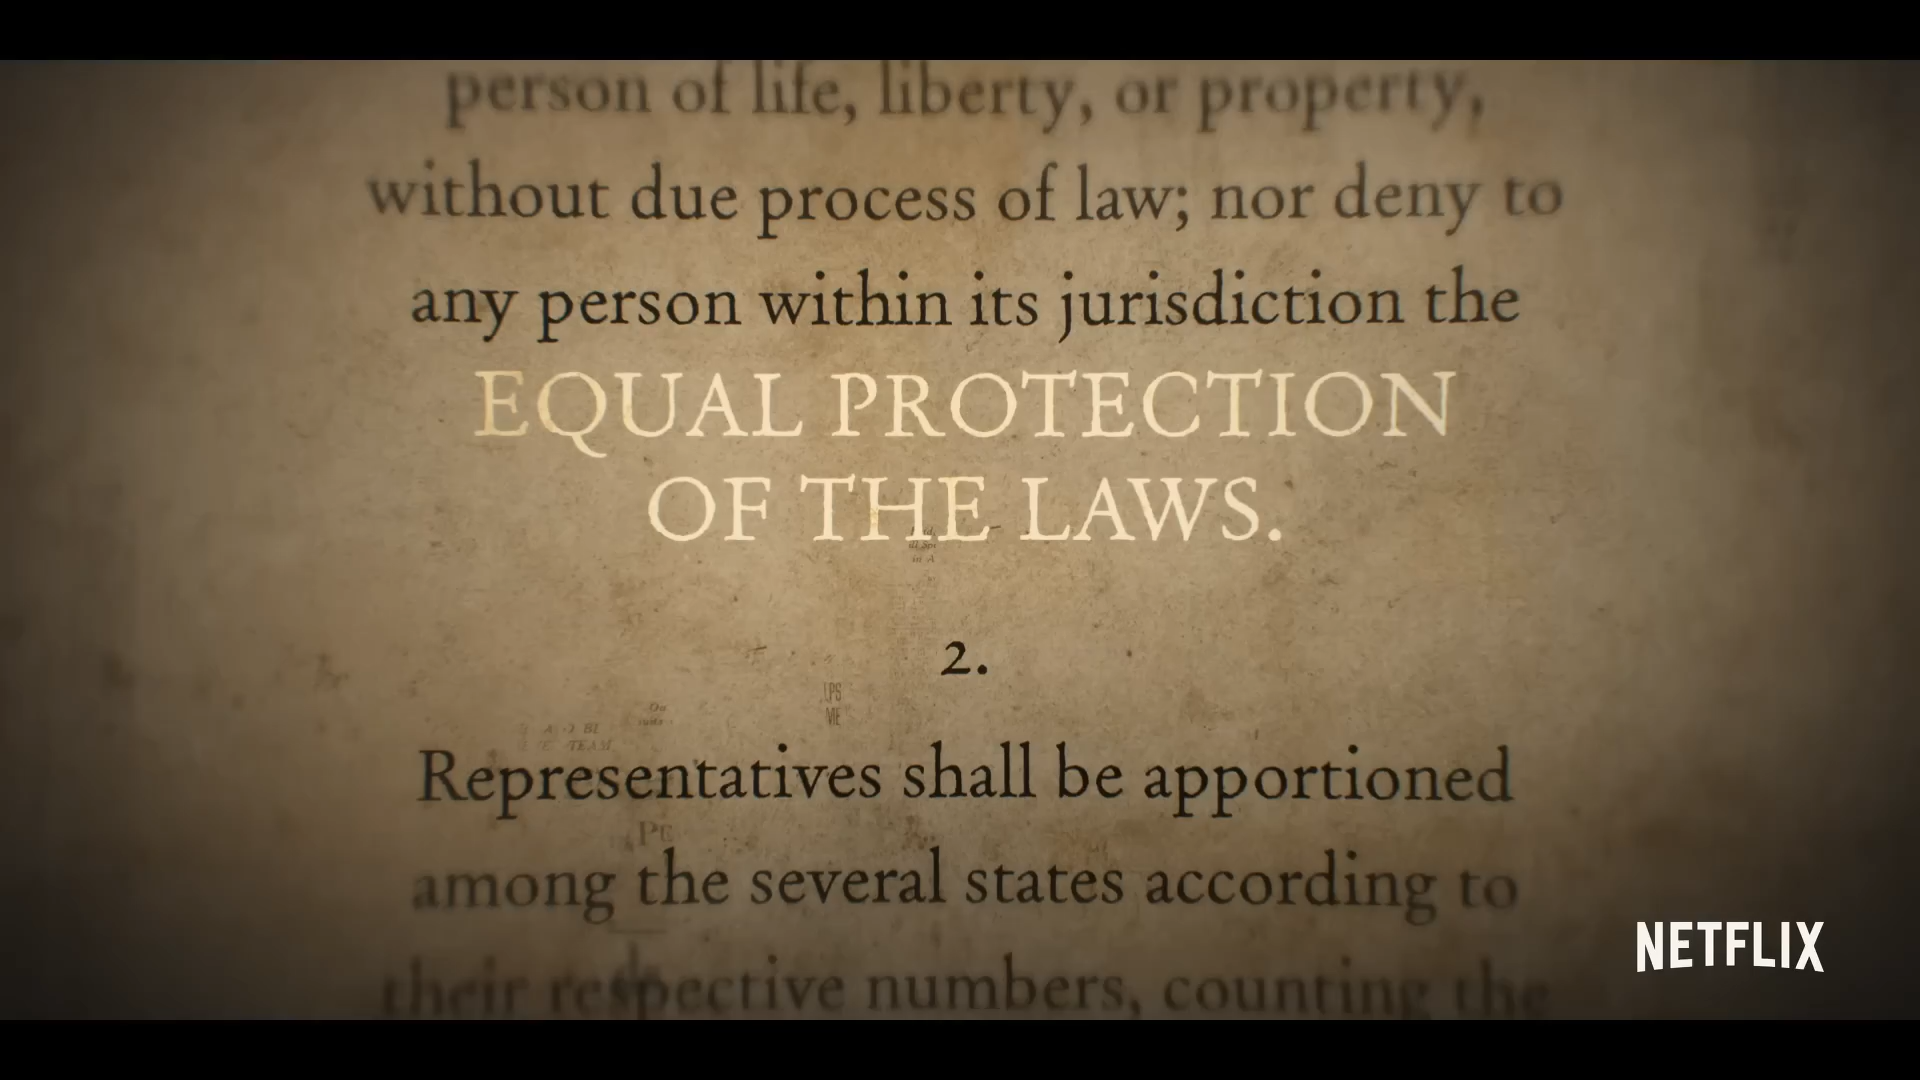 person of life, liberty, or property,
without due process of law; nor deny to
any person within its jurisdiction the
EQUAL PROTECTION
OF THE LAWS.
2.
Representatives shall be apportioned
among the several states according to
their respective numbers, counting the
NETFLIX